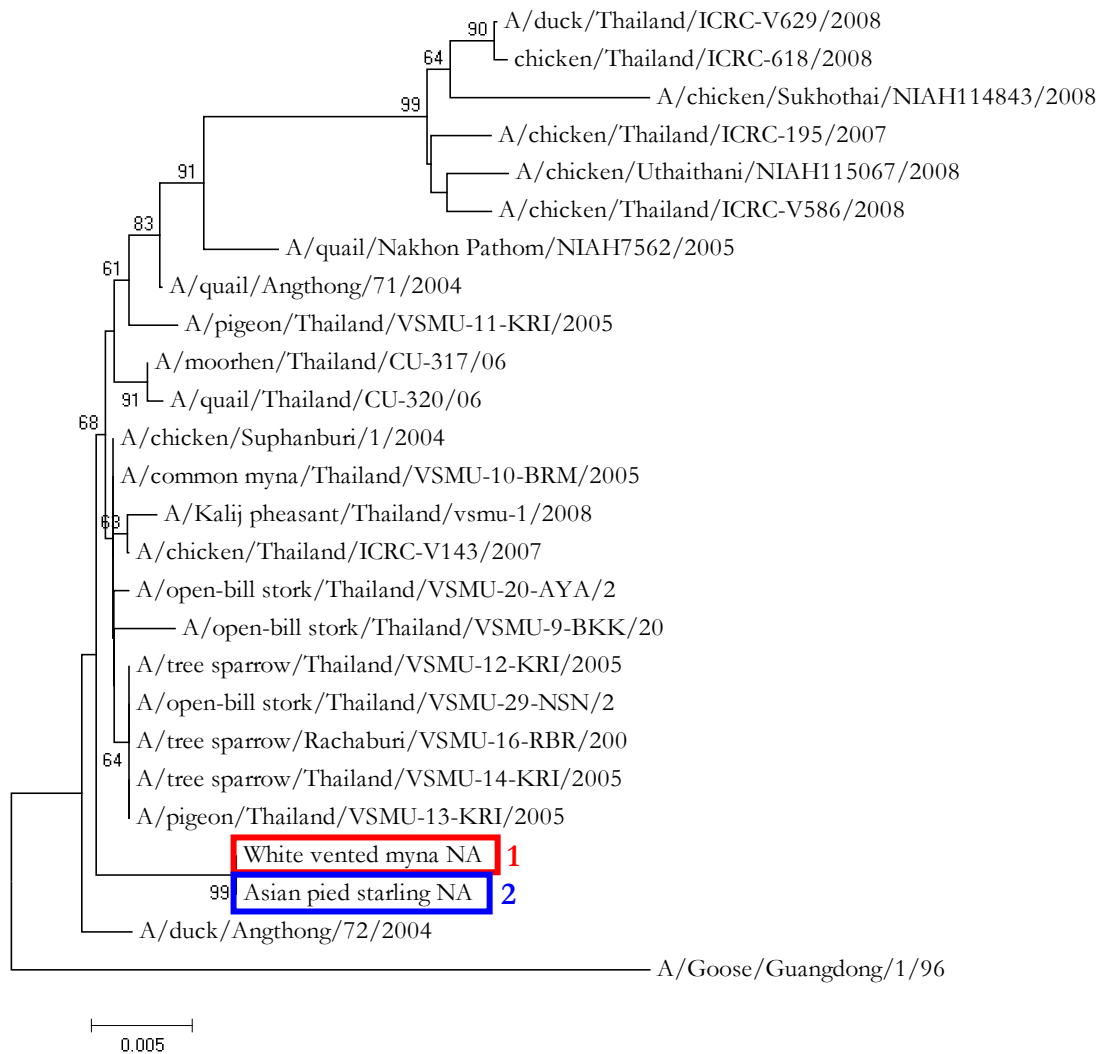 90
A/duck/Thailand/ICRC-V629/2008
chicken/Thailand/ICRC-618/2008
64
A/chicken/Sukhothai/NIAH114843/2008
99
A/chicken/Thailand/ICRC-195/2007
A/chicken/Uthaithani/NIAH115067/2008
91
A/chicken/Thailand/ICRC-V586/2008
83
A/quail/Nakhon Pathom/NIAH7562/2005
61
A/quail/Angthong/71/2004
A/pigeon/Thailand/VSMU-11-KRI/2005
A/moorhen/Thailand/CU-317/06
91
A/quail/Thailand/CU-320/06
68
A/chicken/Suphanburi/1/2004
A/common myna/Thailand/VSMU-10-BRM/2005
63
A/Kalij pheasant/Thailand/vsmu-1/2008
A/chicken/Thailand/ICRC-V143/2007
A/open-bill stork/Thailand/VSMU-20-AYA/2
A/open-bill stork/Thailand/VSMU-9-BKK/20
A/tree sparrow/Thailand/VSMU-12-KRI/2005
A/open-bill stork/Thailand/VSMU-29-NSN/2
A/tree sparrow/Rachaburi/VSMU-16-RBR/200
64
A/tree sparrow/Thailand/VSMU-14-KRI/2005
A/pigeon/Thailand/VSMU-13-KRI/2005
White vented myna NA 1
99
Asian pied starling NA 2
A/duck/Angthong/72/2004
A/Goose/Guangdong/1/96
0.005